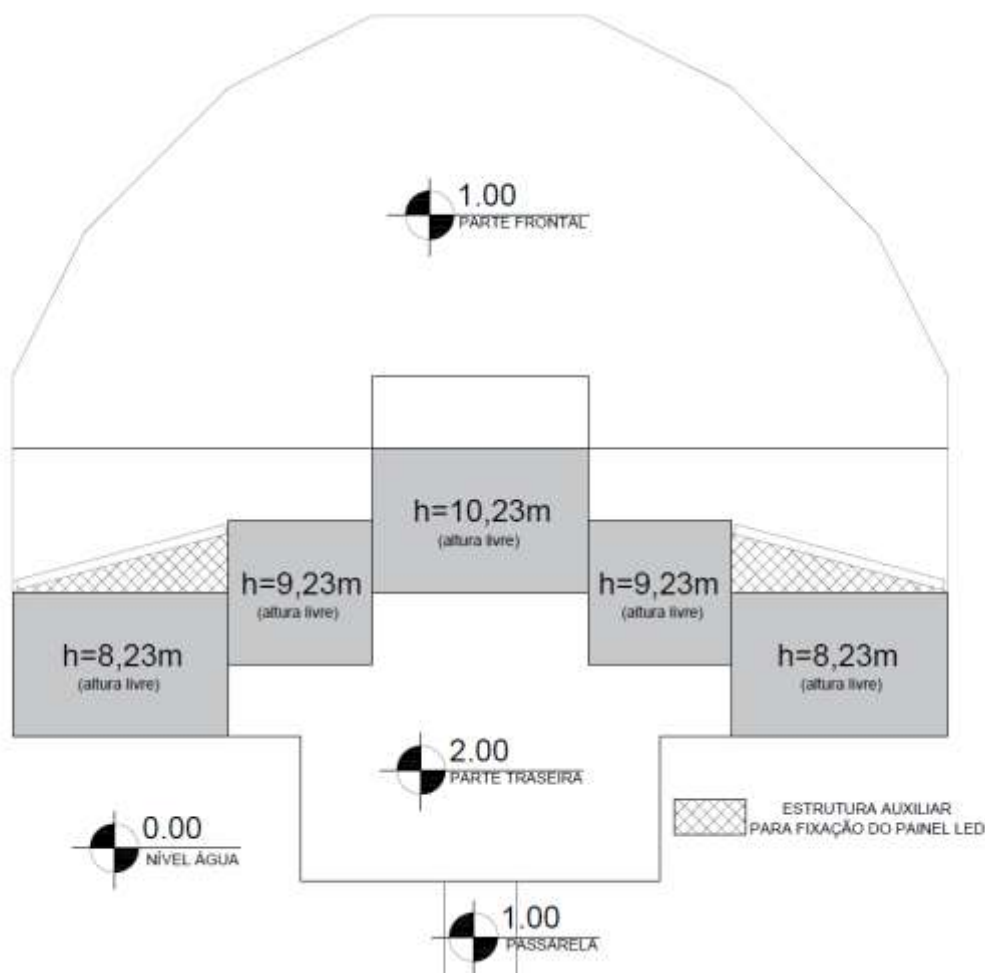 1.00
PARTE FRONTAL
h=10,23m
(altura livre)
h=9,23m
(altura livre)
h=9,23m
(altura livre)
h=8,23m
(altura livre)
h=8,23m
(altura livre)
2.00
PARTE TRASEIRA
0.00
NÍVEL ÁGUA
ESTRUTURA AUXILIAR
PARA FIXAÇÃO DO PAINEL LED
1.00
PASSARELA